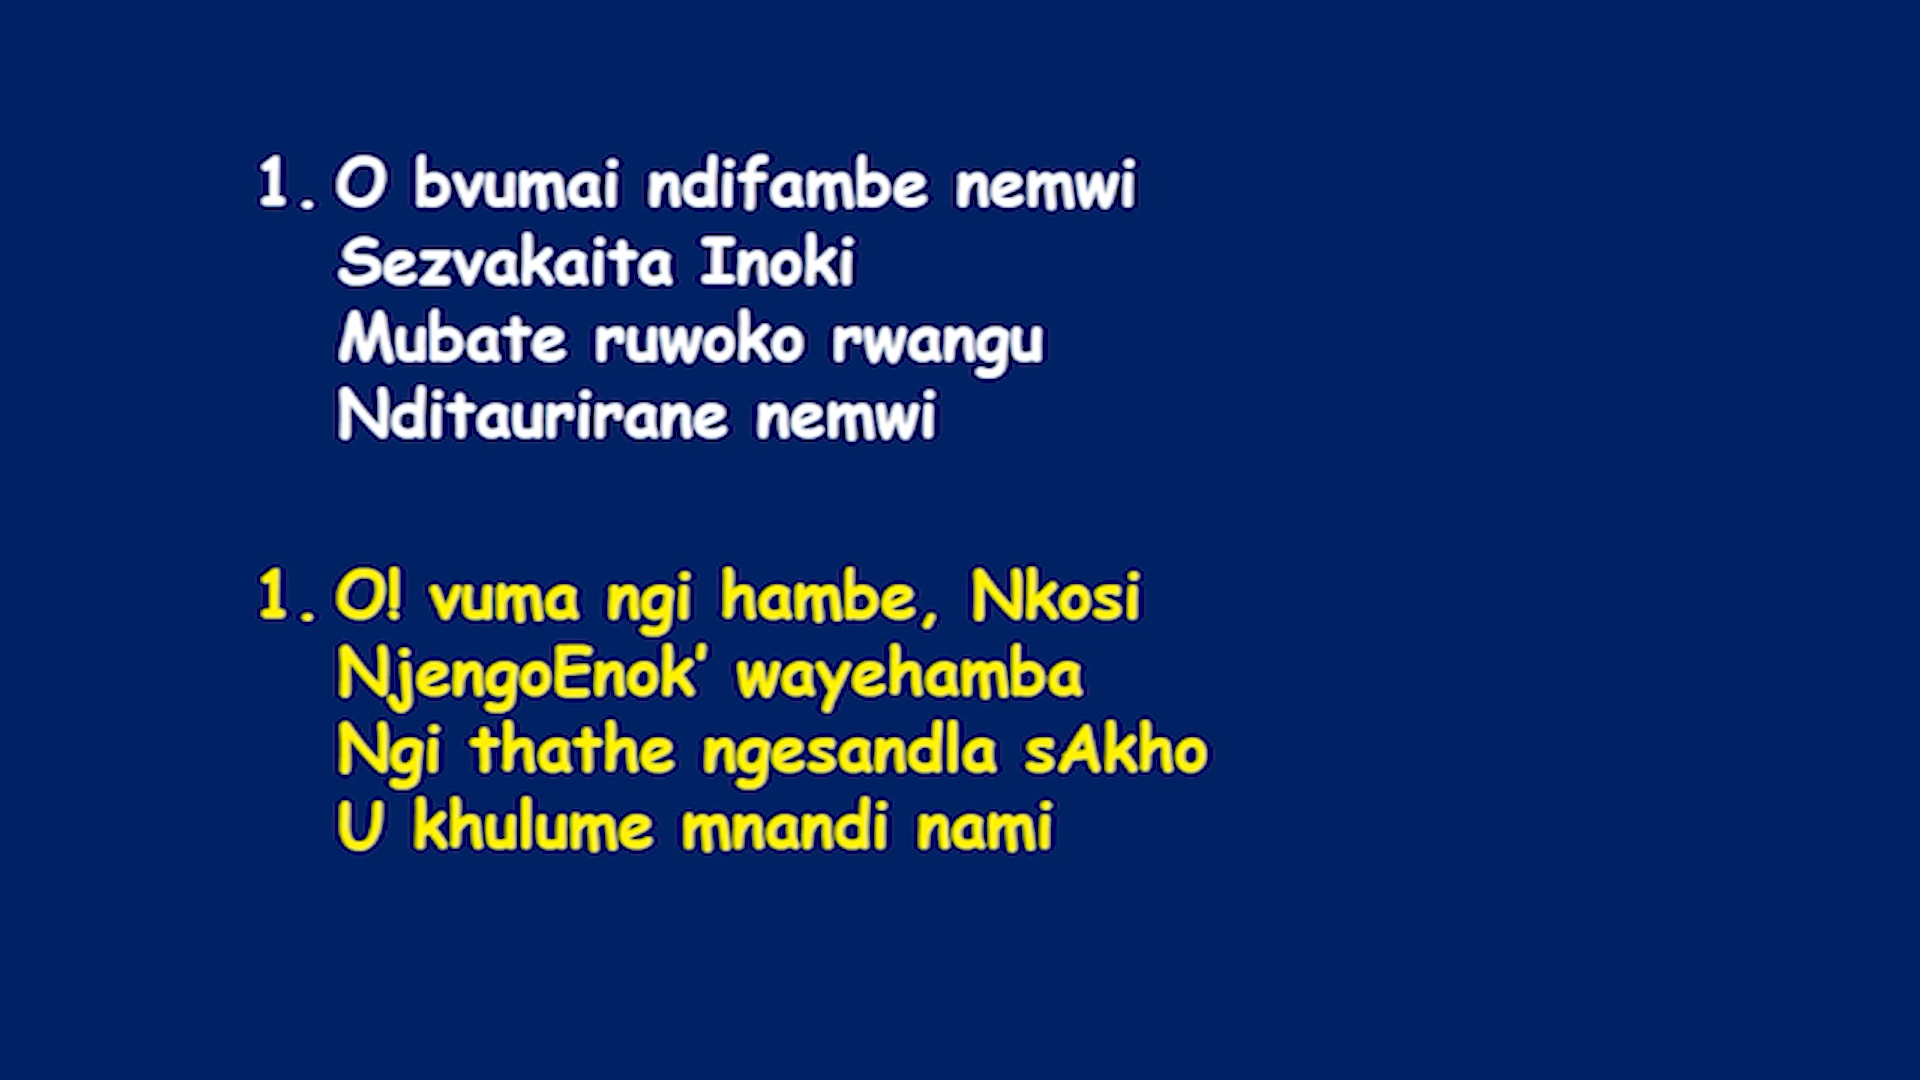 1. O bvumai ndifambe nemwi
Sezvakaita Inoki
Mubate ruwoko rwangu
Nditaurirane nemwi
1. O! vuma ngi hambe, Nkosi
NjengoEnok’ wayehamba
Ngi thathe ngesandla sAkho
U khulume mnandi nami